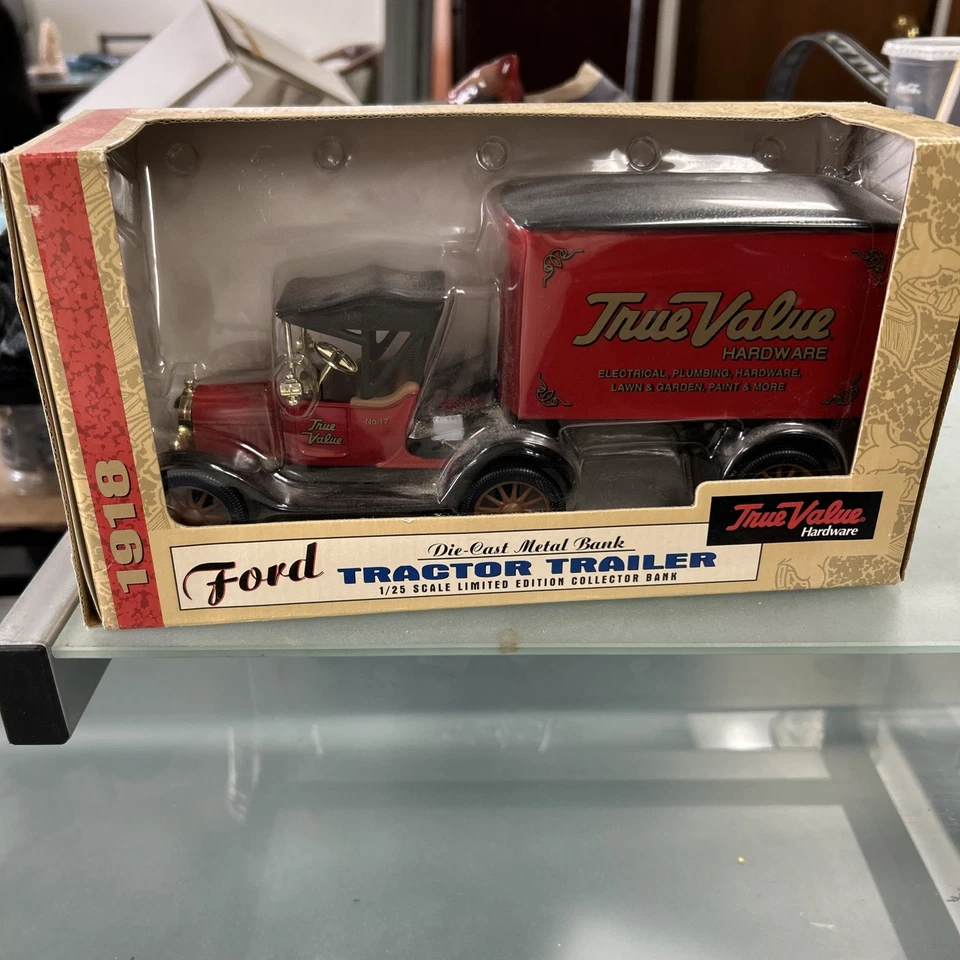 True Value
HARDWARE
ELECTRICAL, PLUMBING, HARDWARE,
LAWN & GARDEN, PAINT & MORE
True
Value
No. 17
1918
True Value
Hardware
Ford
Die-Cast Metal Bank
TRACTOR TRAILER
1/25 SCALE LIMITED EDITION COLLECTOR BANK